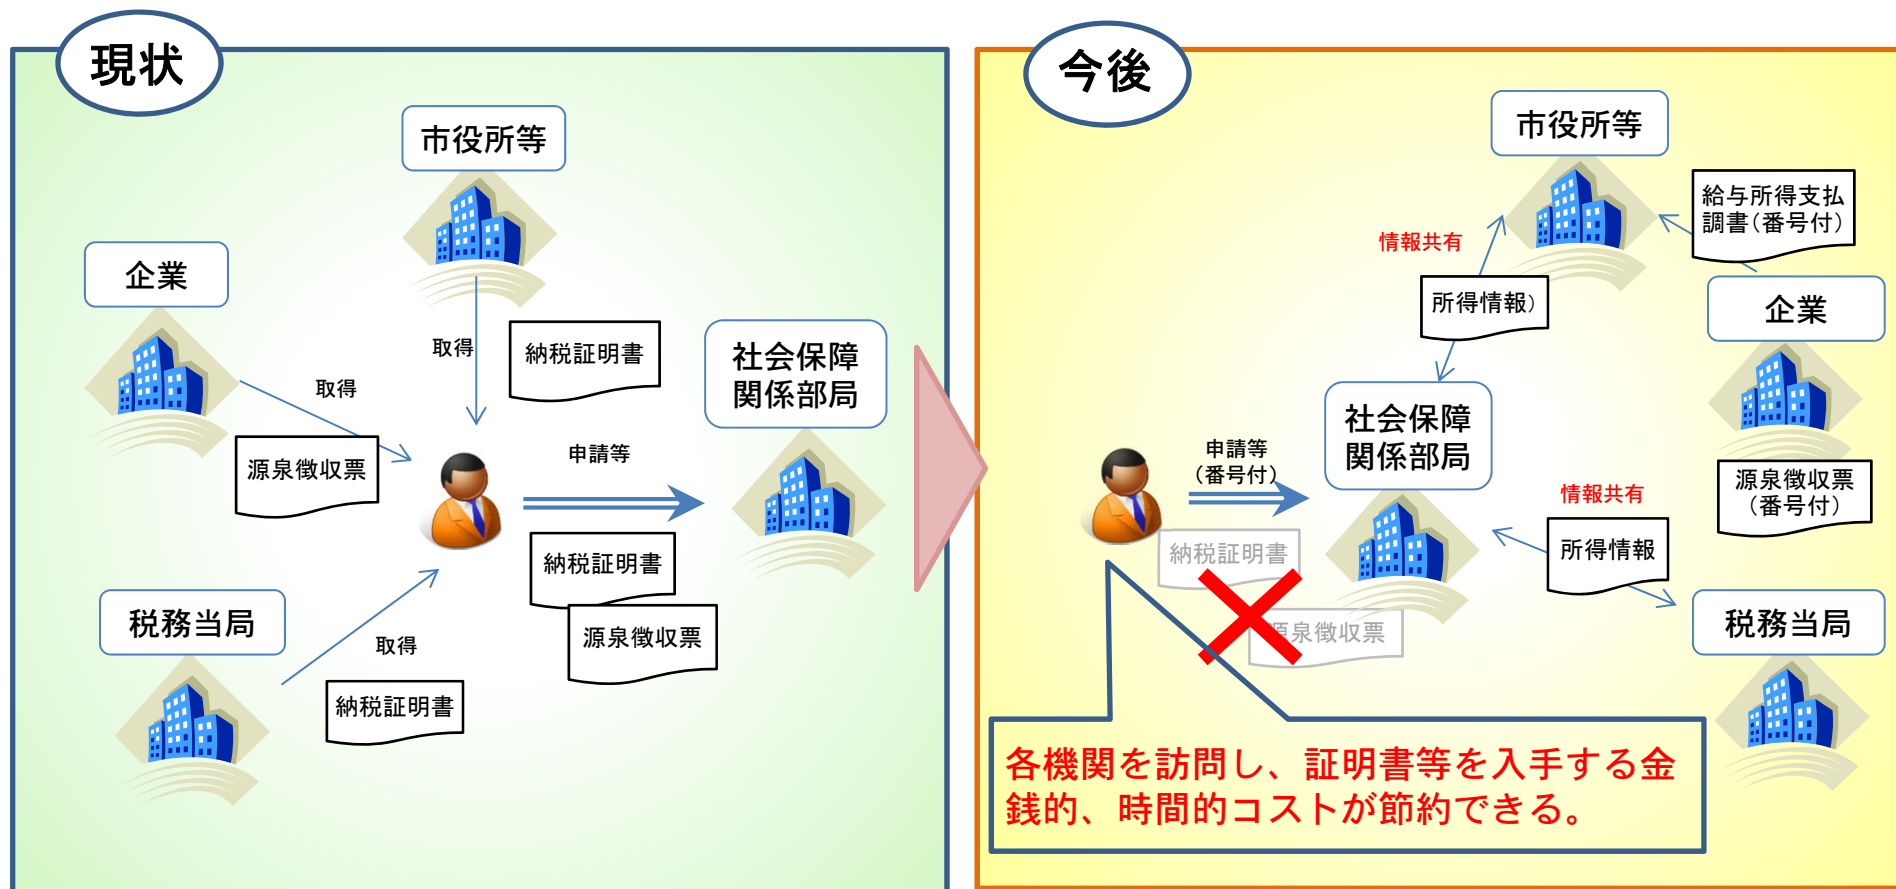 現状
市役所等
企業
取得
納税証明書
社会保障
関係部局
取得
源泉徴収票
申請等
納税証明書
源泉徴収票
税務当局
取得
納税証明書
今後
市役所等
給与所得支払
調書(番号付)
情報共有
所得情報)
企業
社会保障
関係部局
申請等
(番号付)
源泉徴収票
(番号付)
情報共有
所得情報
納税証明書
源泉徴収票
税務当局
各機関を訪問し、証明書等を入手する金
銭的、時間的コストが節約できる。